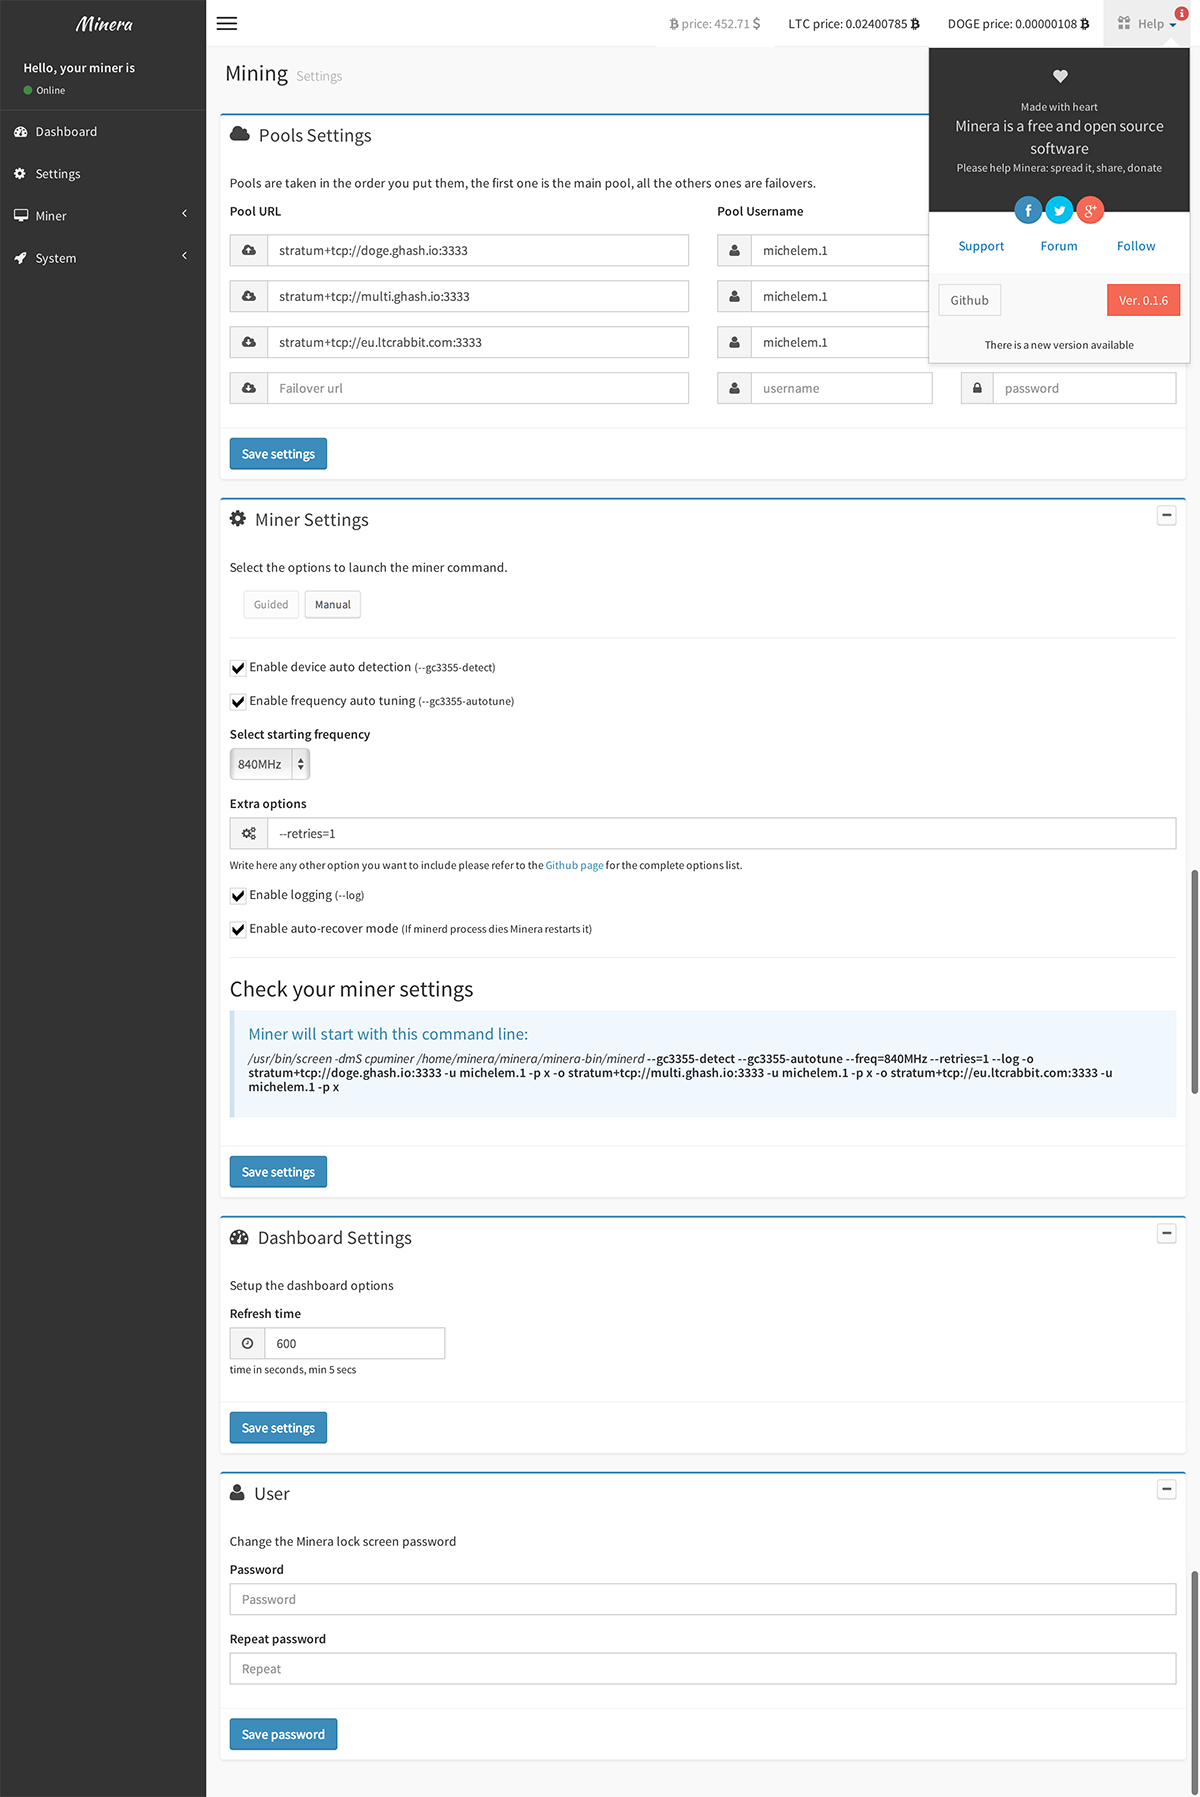 Minera
price: 452.71 $
LTC price: 0.02400785
DOGE price: 0.00000108
Help
i
Hello, your miner is
Online
Dashboard
Settings
Miner
System
Mining Settings
Made with heart
Minera is a free and open source
software
Please help Minera: spread it, share, donate
Support Forum Follow
Github
Ver. 0.1.6
There is a new version available
Pools Settings
Pools are taken in the order you put them, the first one is the main pool, all the others ones are failovers.
Pool URL
Pool Username
stratum+tcp://doge.ghash.io:3333
michelem.1
stratum+tcp://multi.ghash.io:3333
michelem.1
stratum+tcp://eu.ltcrabbit.com:3333
michelem.1
Failover url
username
password
Save settings
Miner Settings
Select the options to launch the miner command.
Guided
Manual
Enable device auto detection (--gc3355-detect)
Enable frequency auto tuning (--gc3355-autotune)
Select starting frequency
840MHz
Extra options
--retries=1
Write here any other option you want to include please refer to the Github page for the complete options list.
Enable logging (--log)
Enable auto-recover mode (If minerd process dies Minera restarts it)
Check your miner settings
Miner will start with this command line:
/usr/bin/screen -dmS cpuminer /home/minera/minera/minera-bin/minerd --gc3355-detect --gc3355-autotune --freq=840MHz --retries=1 --log -o
stratum+tcp://doge.ghash.io:3333 -u michelem.1 -p x -o stratum+tcp://multi.ghash.io:3333 -u michelem.1 -p x -o stratum+tcp://eu.ltcrabbit.com:3333 -u
michelem.1 -p x
Save settings
Dashboard Settings
Setup the dashboard options
Refresh time
600
time in seconds, min 5 secs
Save settings
User
Change the Minera lock screen password
Password
Password
Repeat password
Repeat
Save password